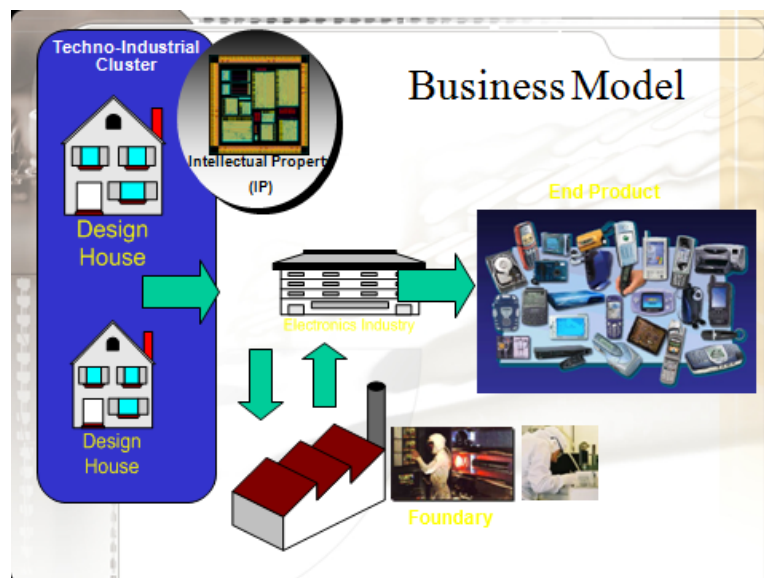 Techno-Industrial
Cluster
Business Model
Intellectual Propert
(IP)
End Product
Design
House
Electronics Industry
Design
House
Foundary